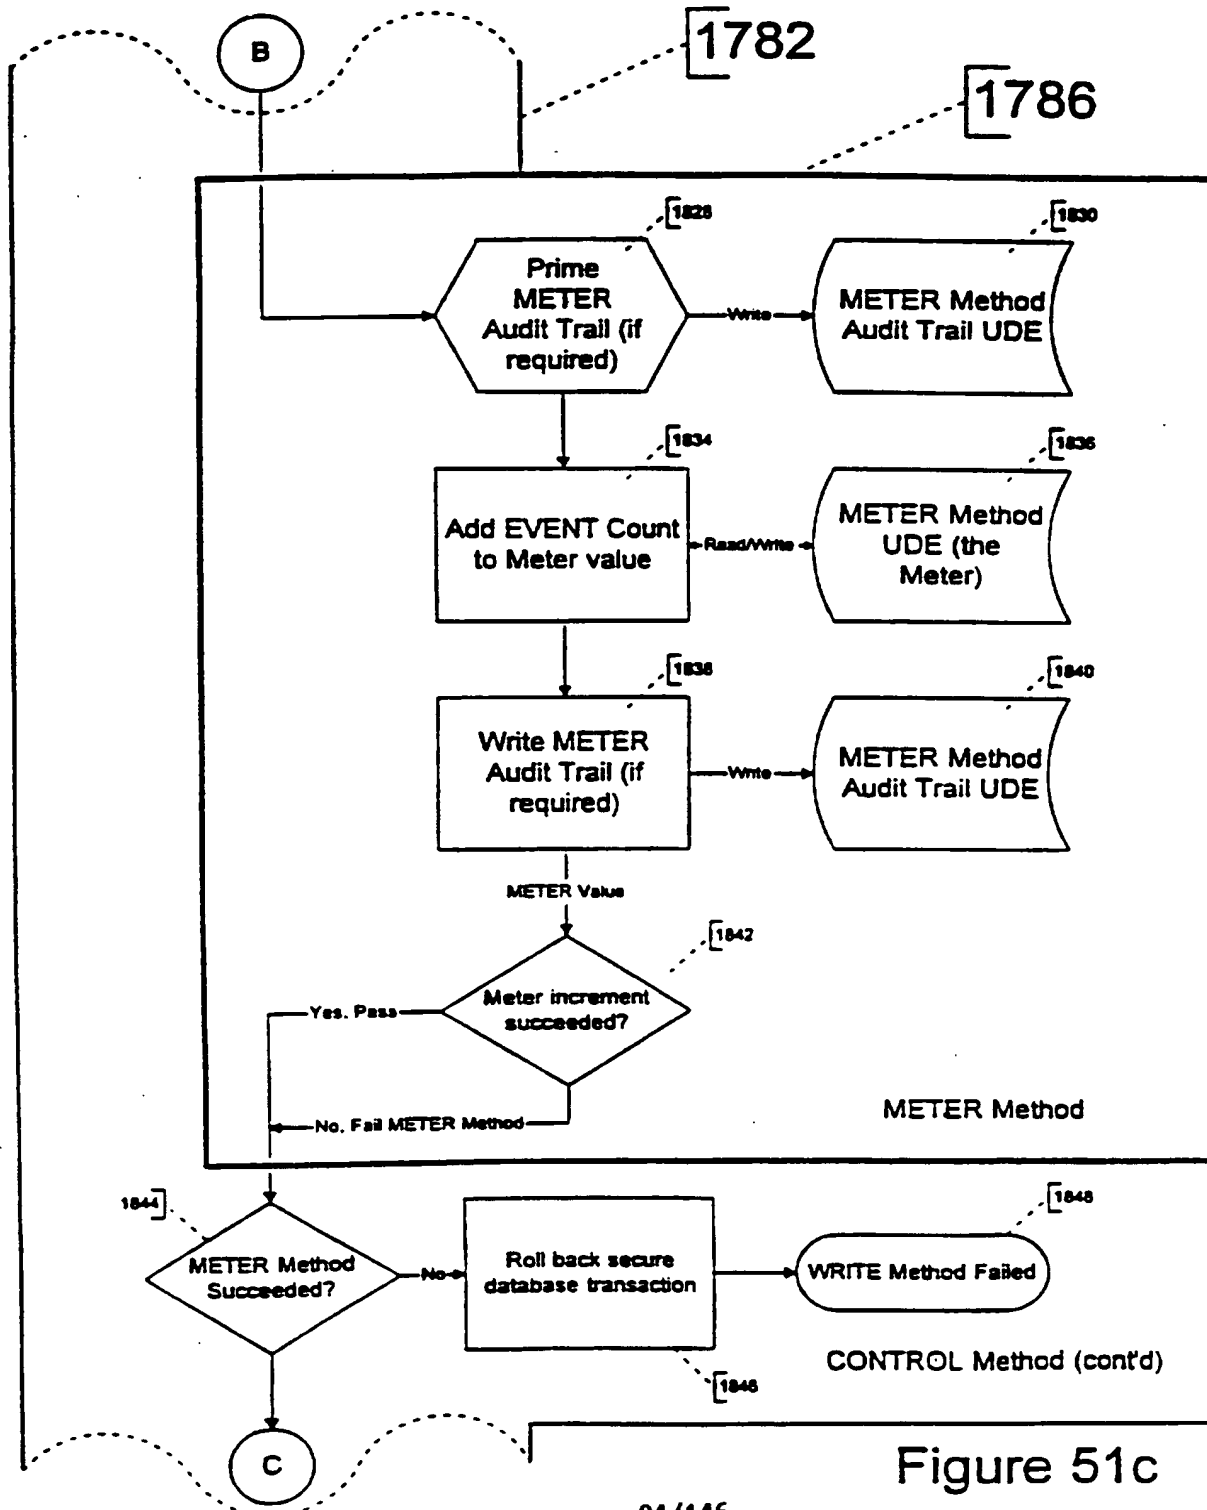 B
1782
1786
1828
1830
Prime
METER
Audit Trail (if
required)
Write
METER Method
Audit Trail UDE
1834
1836
Add EVENT Count
to Meter value
Read/Write
METER Method
UDE (the
Meter)
1838
1840
Write METER
Audit Trail (if
required)
Write
METER Method
Audit Trail UDE
METER Value
1842
Meter increment
succeeded?
Yes. Pass
No. Fail METER Method
METER Method
1844
1848
METER Method
Succeeded?
No
Roll back secure
database transaction
WRITE Method Failed
CONTROL Method (cont'd)
1846
C
Figure 51c